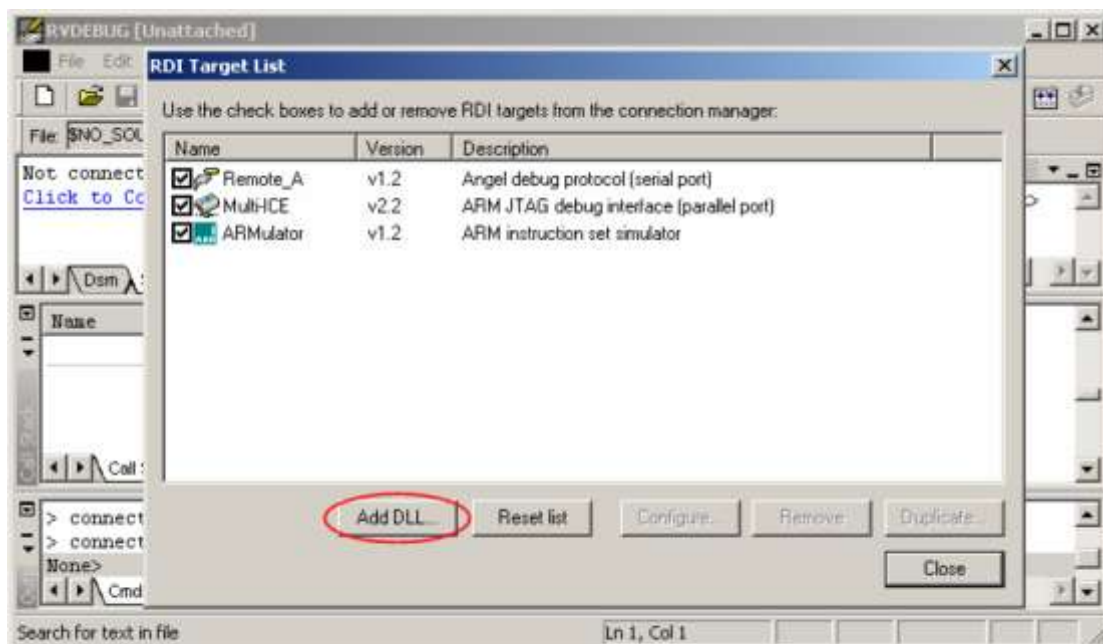 RVDEBUG [Unattached]
File Edit
RDI Target List
Use the check boxes to add or remove RDI targets from the connection manager:
File: $NO_SOU
Name Version Description
Not connect
Remote_A v1.2 Angel debug protocol (serial port)
Click to Co
Multi-ICE v2.2 ARM JTAG debug interface (parallel port)
ARMulator v1.2 ARM instruction set simulator
Dsm
Name
Call
> connect
Add DLL... Reset list Configure... Remove Duplicate...
> connect
None>
Close
Cmd
Search for text in file Ln 1, Col 1